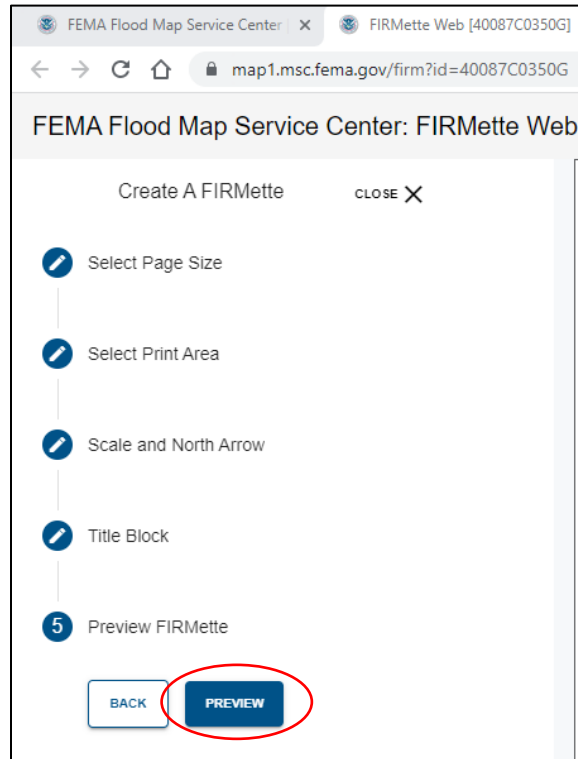 FEMA Flood Map Service Center | FIRMette Web [40087C0350G]
map1.msc.fema.gov/firm?id=40087C0350G
FEMA Flood Map Service Center: FIRMette Web
Create A FIRMette CLOSE
Select Page Size
Select Print Area
Scale and North Arrow
Title Block
5 Preview FIRMette
BACK PREVIEW